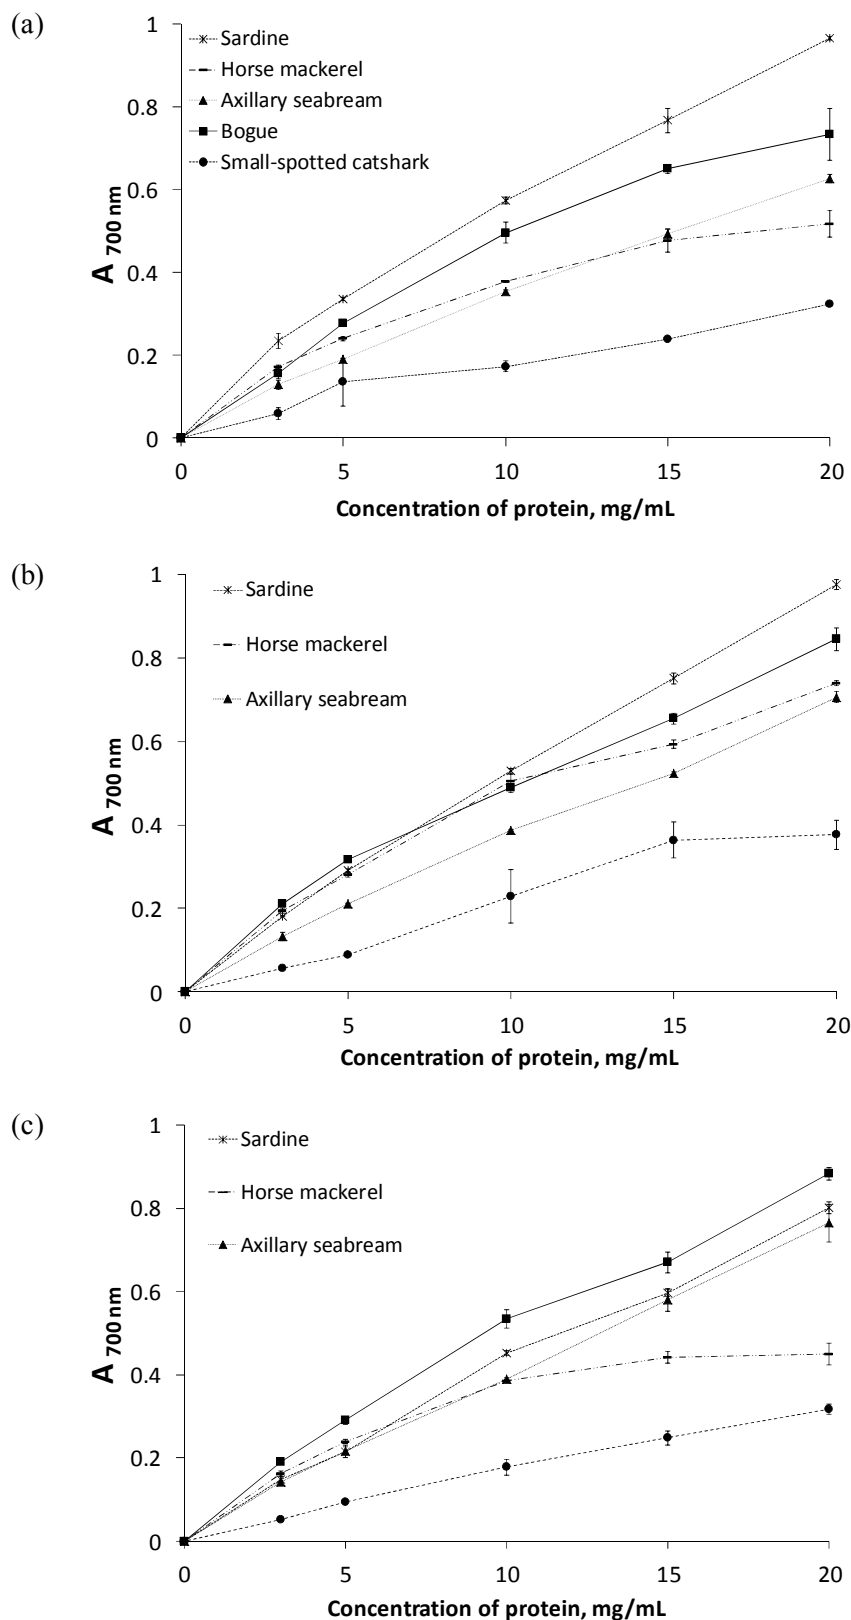 (a)
1
0.8
0.6
0.4
0.2
0
A 700 nm
Sardine
Horse mackerel
Axillary seabream
Bogue
Small-spotted catshark
0 5 10 15 20
Concentration of protein, mg/mL
(b)
1
0.8
0.6
0.4
0.2
0
A 700 nm
Sardine
Horse mackerel
Axillary seabream
0 5 10 15 20
Concentration of protein, mg/mL
(c)
1
0.8
0.6
0.4
0.2
0
A 700 nm
Sardine
Horse mackerel
Axillary seabream
0 5 10 15 20
Concentration of protein, mg/mL